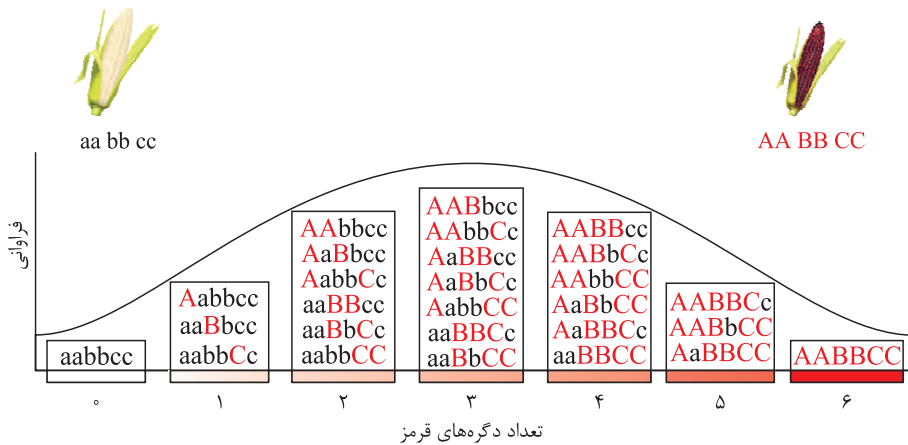 aa bb cc
AA BB CC
فراوانی
aabbcc
Aabbcc
aaBbcc
aabbCc
AAbbcc
AaBbcc
AabbCc
aaBBcc
aaBbCc
aabbCC
AABbcc
AAbbCc
AaBBcc
AaBbCc
AabbCC
aaBBCc
aaBbCC
AABBcc
AABbCc
AAbbCC
AaBbCC
AaBBCc
aaBBCC
AABBCc
AABbCC
AaBBCC
AABBCC
۰ ۱ ۲ ۳ ۴ ۵ ۶
تعداد دگره‌های قرمز